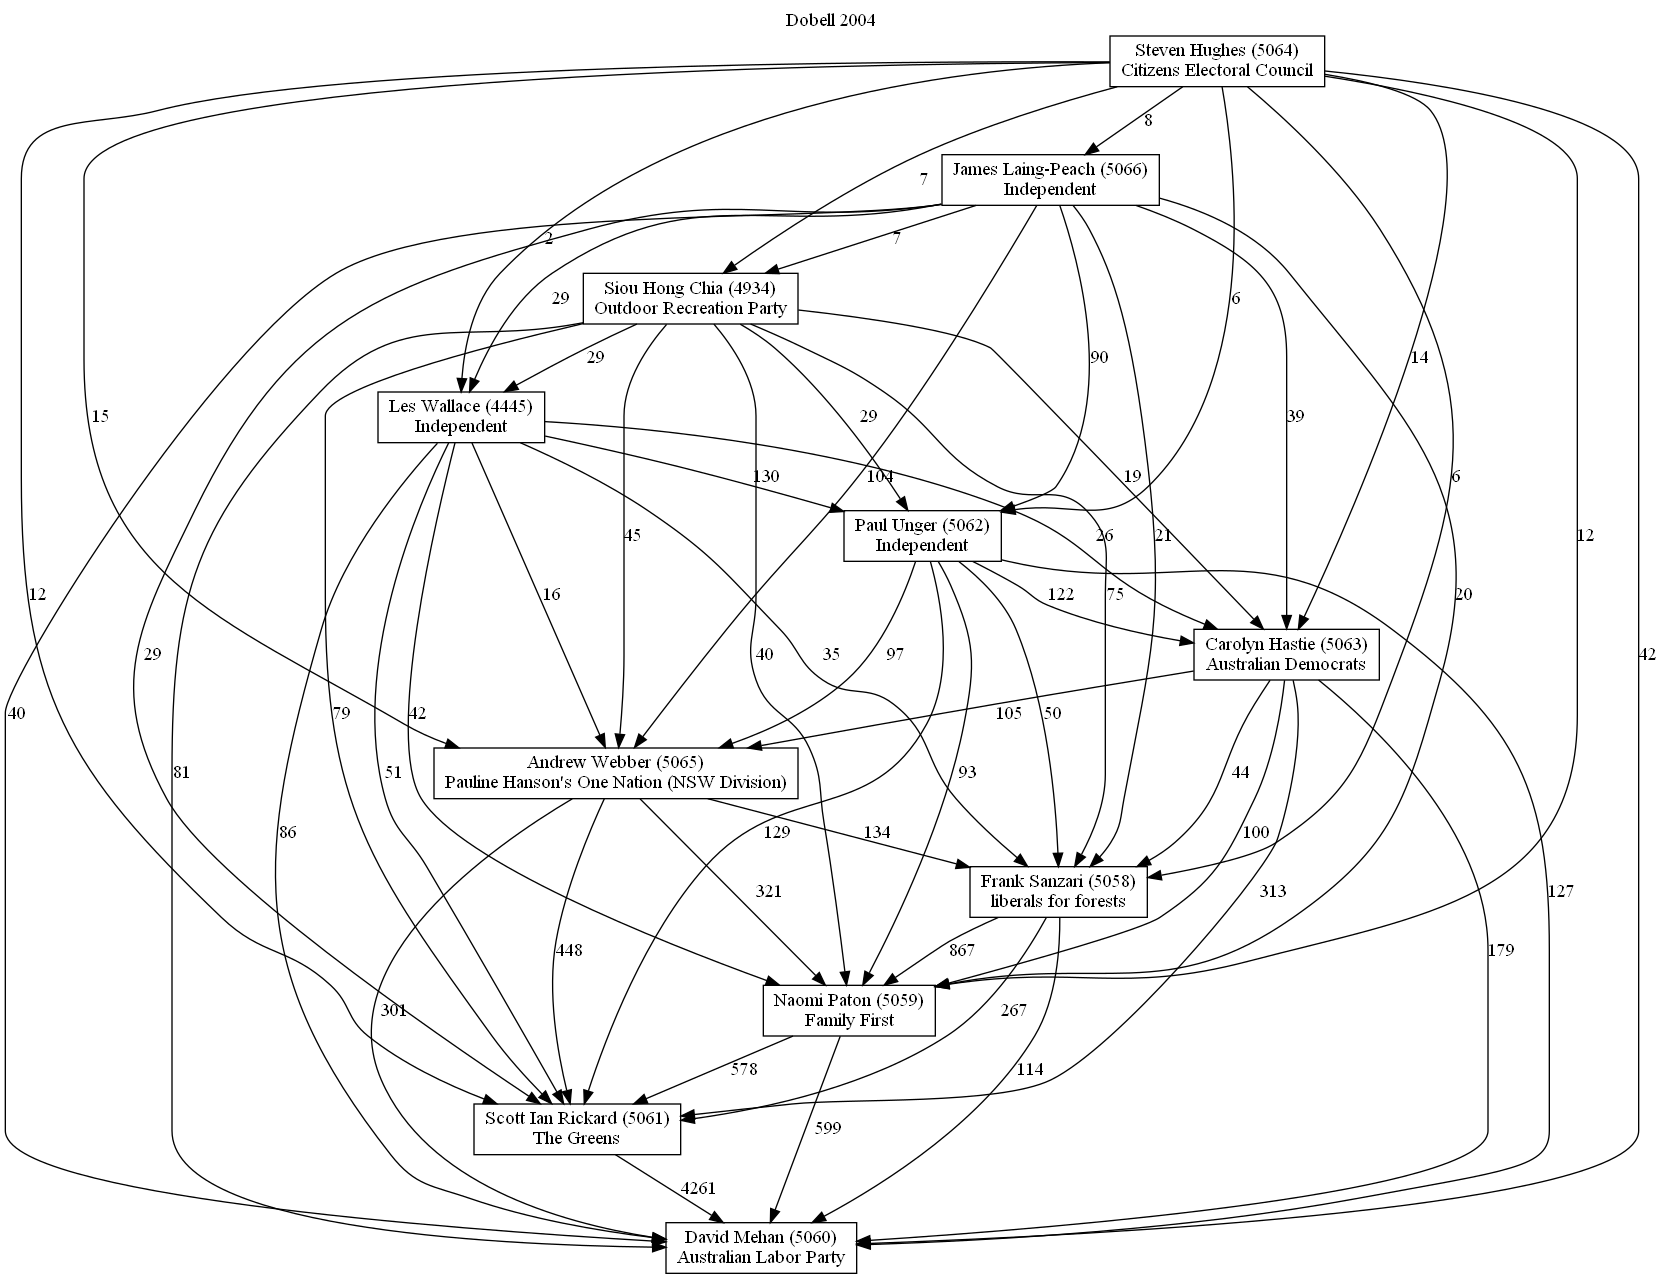 Dobell 2004
Steven Hughes (5064)
Citizens Electoral Council
8
James Laing-Peach (5066)
Independent
7
2
7
Siou Hong Chia (4934)
Outdoor Recreation Party
29
6
29
90
14
Les Wallace (4445)
Independent
15
29
39
130
104
19
6
Paul Unger (5062)
Independent
45
26
21
12
12
16
122
75
20
Carolyn Hastie (5063)
Australian Democrats
29
40
35
97
42
40
79
42
105
50
Andrew Webber (5065)
Pauline Hanson's One Nation (NSW Division)
81
51
93
44
86
129
134
100
Frank Sanzari (5058)
liberals for forests
321
313
127
448
867
179
Naomi Paton (5059)
Family First
301
267
578
114
Scott Ian Rickard (5061)
The Greens
599
4261
David Mehan (5060)
Australian Labor Party